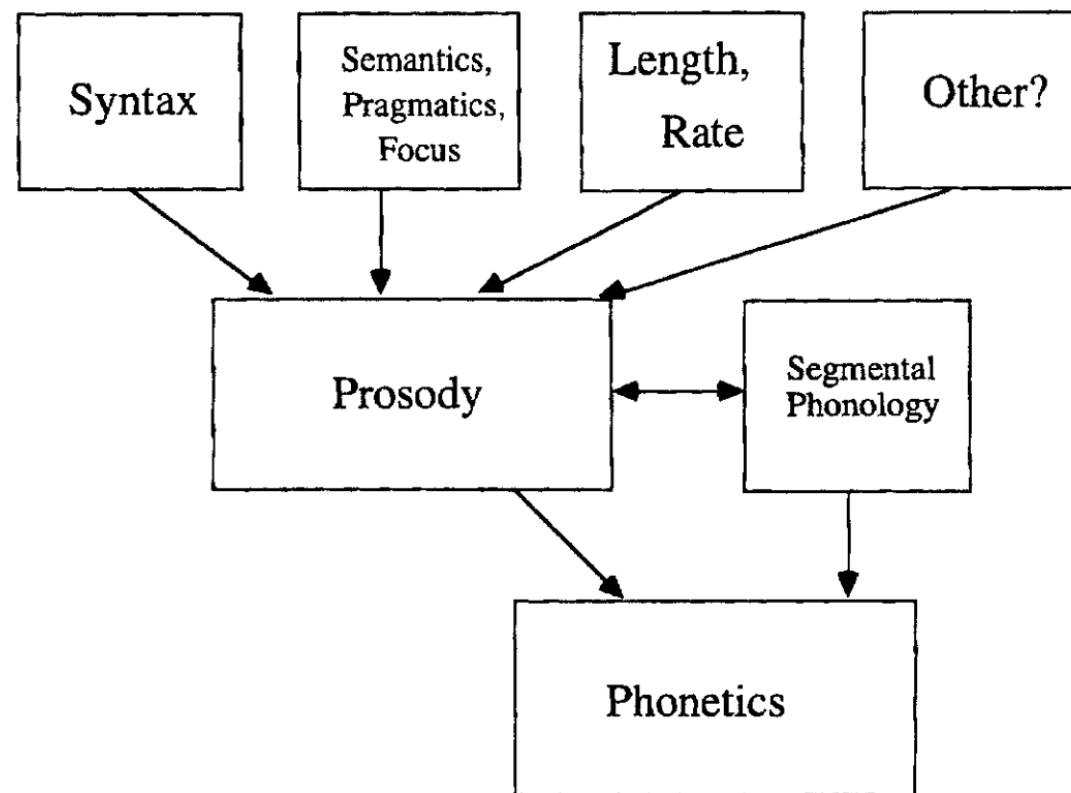 Syntax
Semantics,
Pragmatics,
Focus
Length,
Rate
Other?
Prosody
Segmental
Phonology
Phonetics